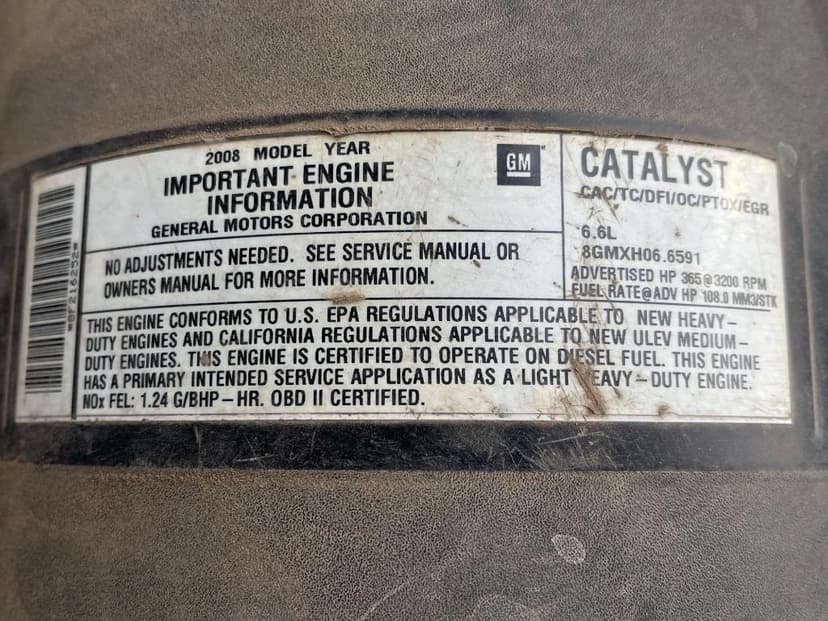 2008 MODEL YEAR
IMPORTANT ENGINE
INFORMATION
GENERAL MOTORS CORPORATION
GM
NO ADJUSTMENTS NEEDED. SEE SERVICE MANUAL OR
OWNERS MANUAL FOR MORE INFORMATION.
CATALYST
CAC/TC/DFI/OC/PTOX/EGR
6.6L
8GMXH06.6591
ADVERTISED HP 365@3200 RPM
FUEL RATE@ADV HP 108.0 MM3/STK
THIS ENGINE CONFORMS TO U.S. EPA REGULATIONS APPLICABLE TO NEW HEAVY-
DUTY ENGINES AND CALIFORNIA REGULATIONS APPLICABLE TO NEW ULEV MEDIUM-
DUTY ENGINES. THIS ENGINE IS CERTIFIED TO OPERATE ON DIESEL FUEL. THIS ENGINE
HAS A PRIMARY INTENDED SERVICE APPLICATION AS A LIGHT HEAVY-DUTY ENGINE.
NOx FEL: 1.24 G/BHP-HR. OBD II CERTIFIED.